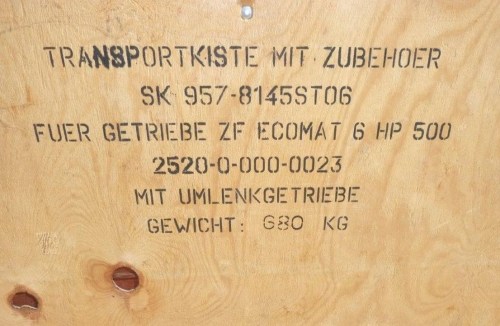 TRANSPORTKISTE MIT ZUBEHOER
SK 957-8145ST06
FUER GETRIEBE ZF ECOMAT 6 HP 500
2520-0-000-0023
MIT UMLENKGETRIEBE
GEWICHT: 680 KG